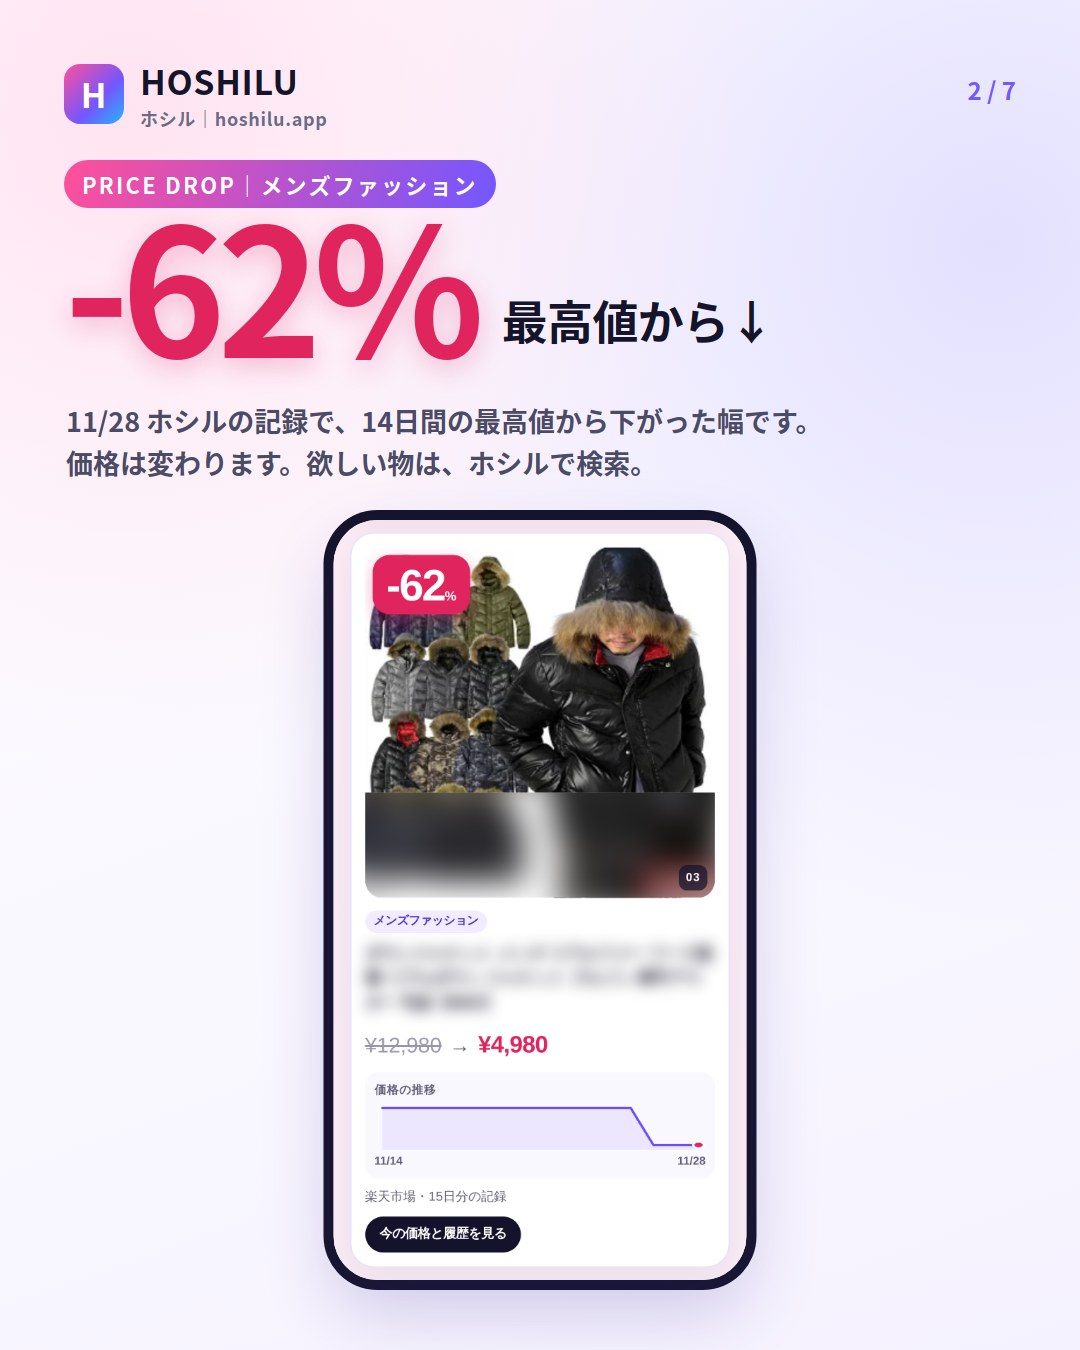 H
HOSHILU
ホシル｜hoshilu.app
2 / 7
PRICE DROP｜メンズファッション
-62%
最高値から↓
11/28 ホシルの記録で、14日間の最高値から下がった幅です。
価格は変わります。欲しい物は、ホシルで検索。
-62%
03
メンズファッション
¥12,980 → ¥4,980
価格の推移
11/14
11/28
楽天市場・15日分の記録
今の価格と履歴を見る